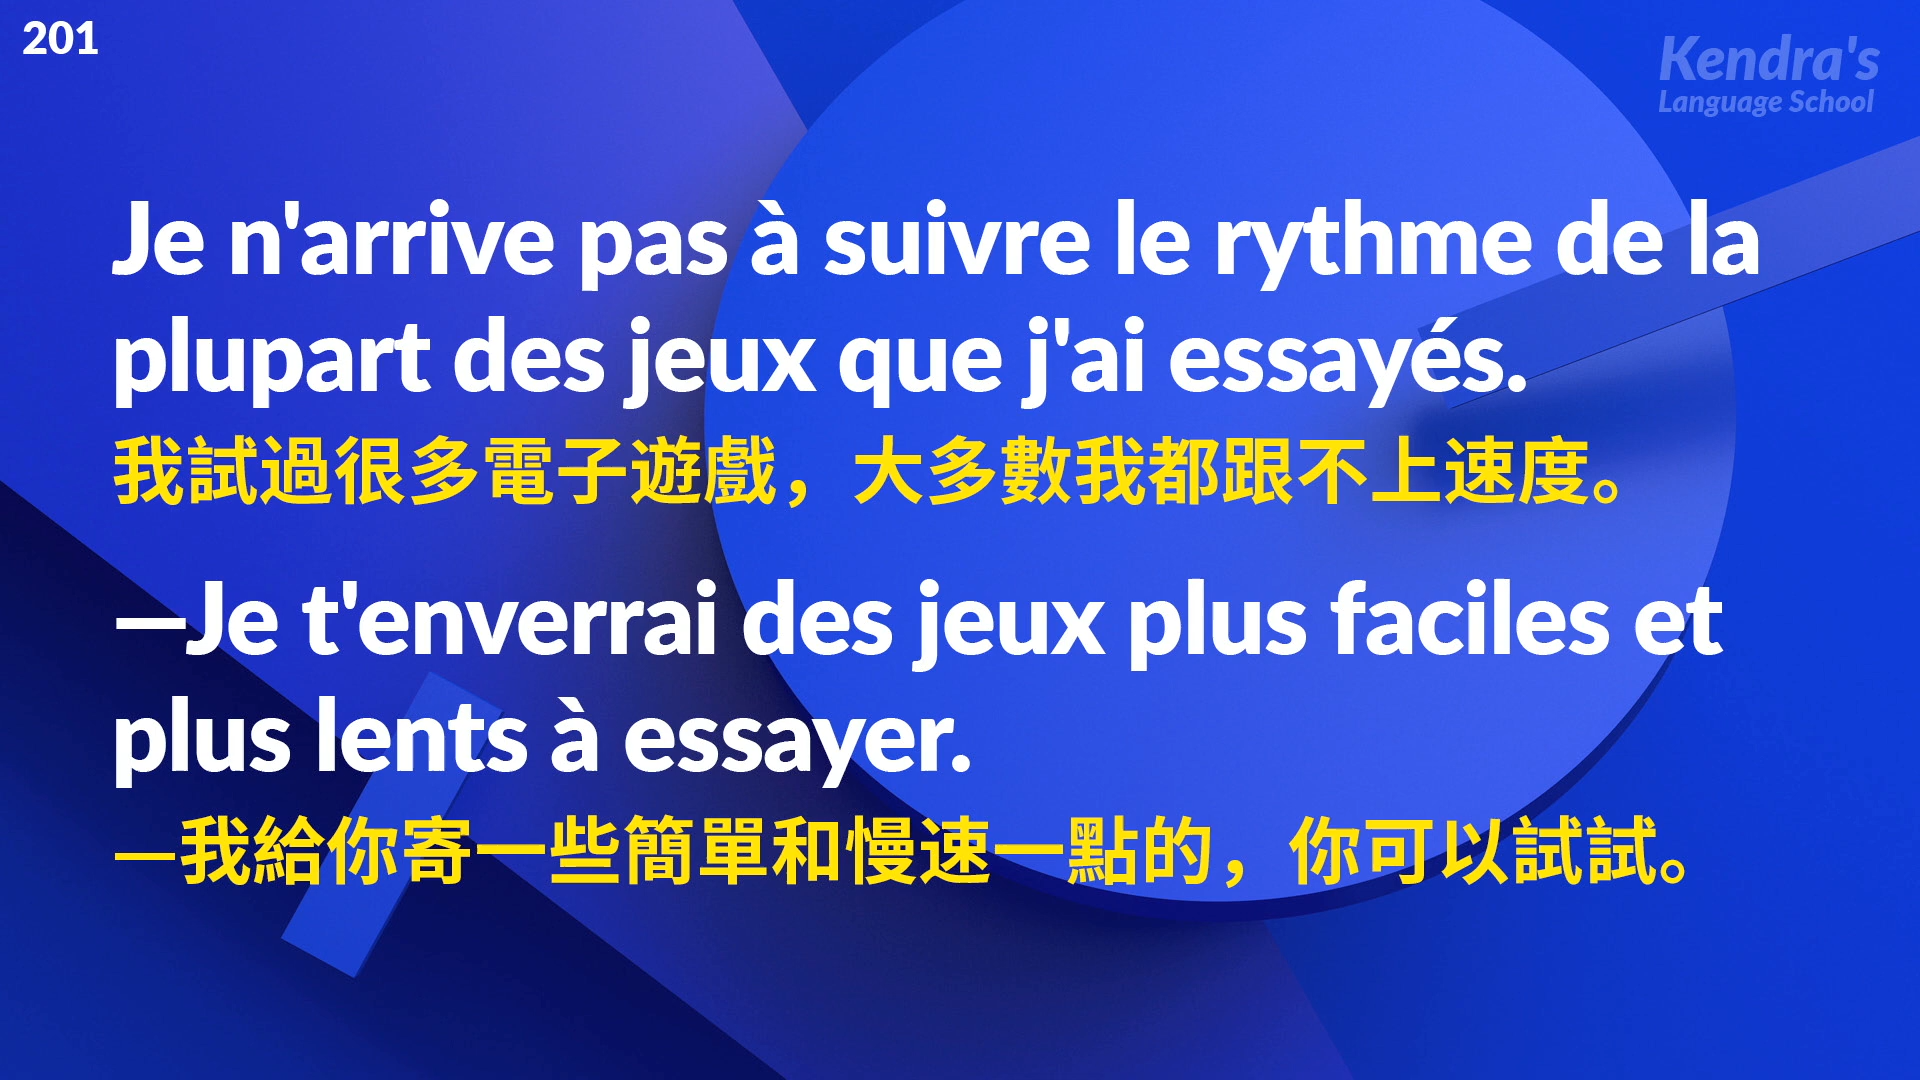 201
Kendra's
Language School
Je n'arrive pas à suivre le rythme de la
plupart des jeux que j'ai essayés.
我試過很多電子遊戲，大多數我都跟不上速度。
—Je t'enverrai des jeux plus faciles et
plus lents à essayer.
—我給你寄一些簡單和慢速一點的，你可以試試。